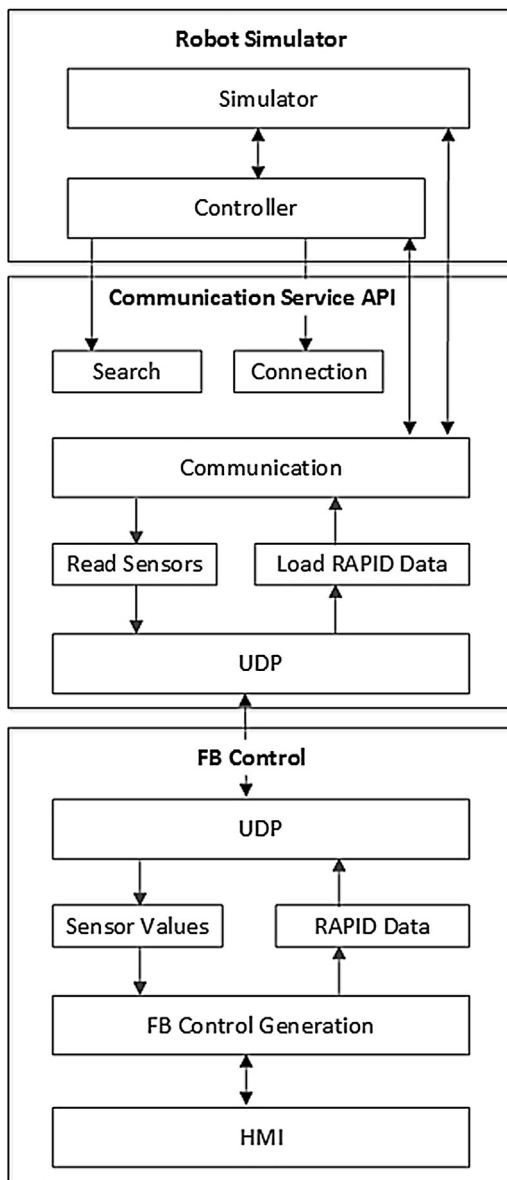 Robot Simulator
Simulator
Controller
Communication Service API
Search
Connection
Communication
Read Sensors
Load RAPID Data
UDP
FB Control
UDP
Sensor Values
RAPID Data
FB Control Generation
HMI